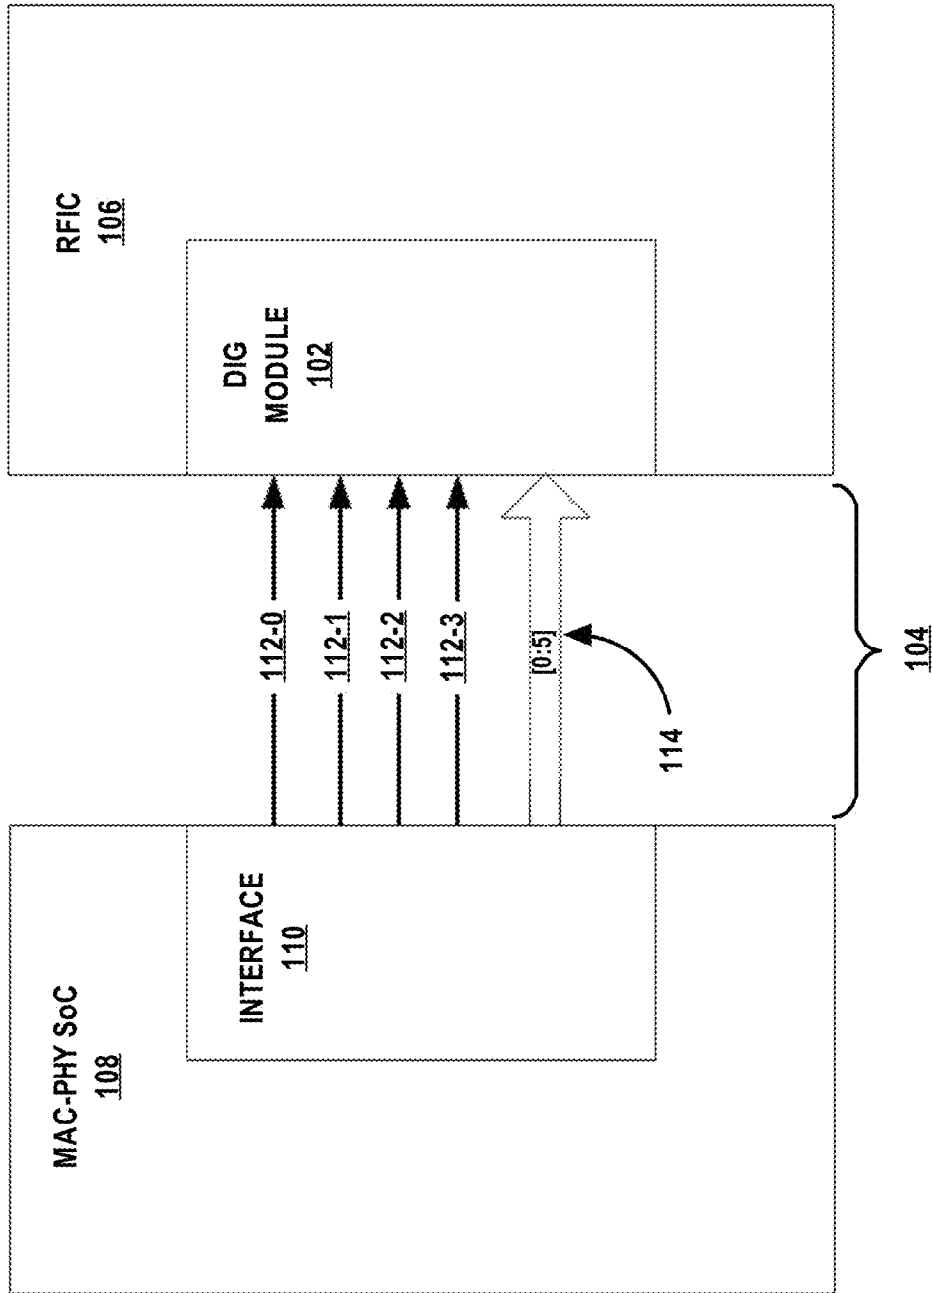 MAC-PHY SoC
108
INTERFACE
110
112-0
112-1
112-2
112-3
[0:5]
114
104
RFIC
106
DIG
MODULE
102